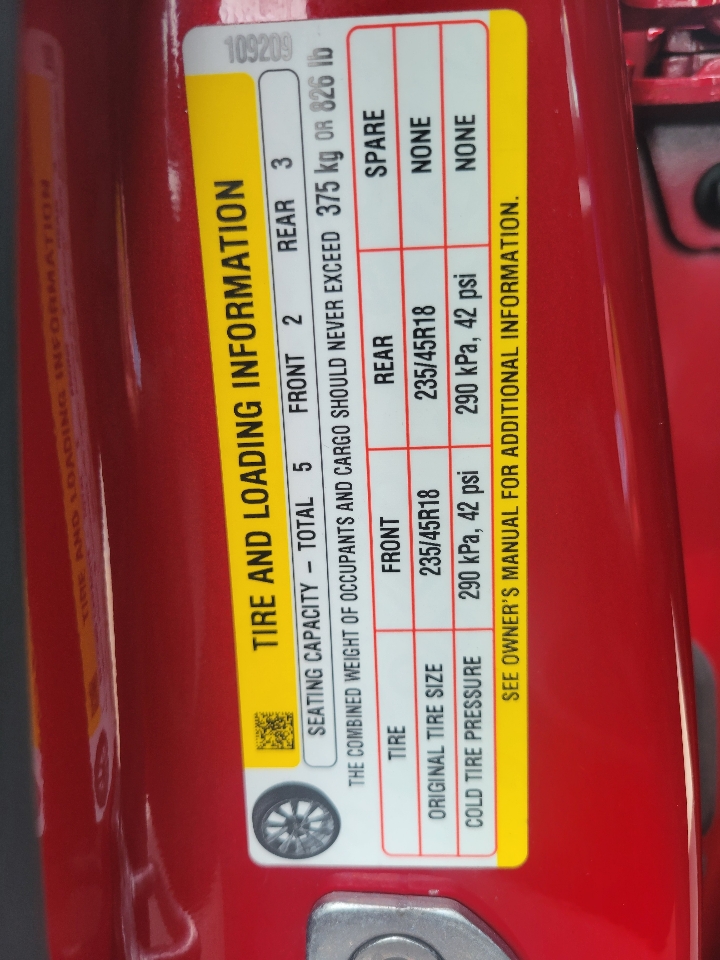 109209
TIRE AND LOADING INFORMATION
SEATING CAPACITY – TOTAL 5 FRONT 2 REAR 3
THE COMBINED WEIGHT OF OCCUPANTS AND CARGO SHOULD NEVER EXCEED 375 kg OR 826 lb
TIRE FRONT REAR SPARE
ORIGINAL TIRE SIZE 235/45R18 235/45R18 NONE
COLD TIRE PRESSURE 290 kPa, 42 psi 290 kPa, 42 psi NONE
SEE OWNER'S MANUAL FOR ADDITIONAL INFORMATION.